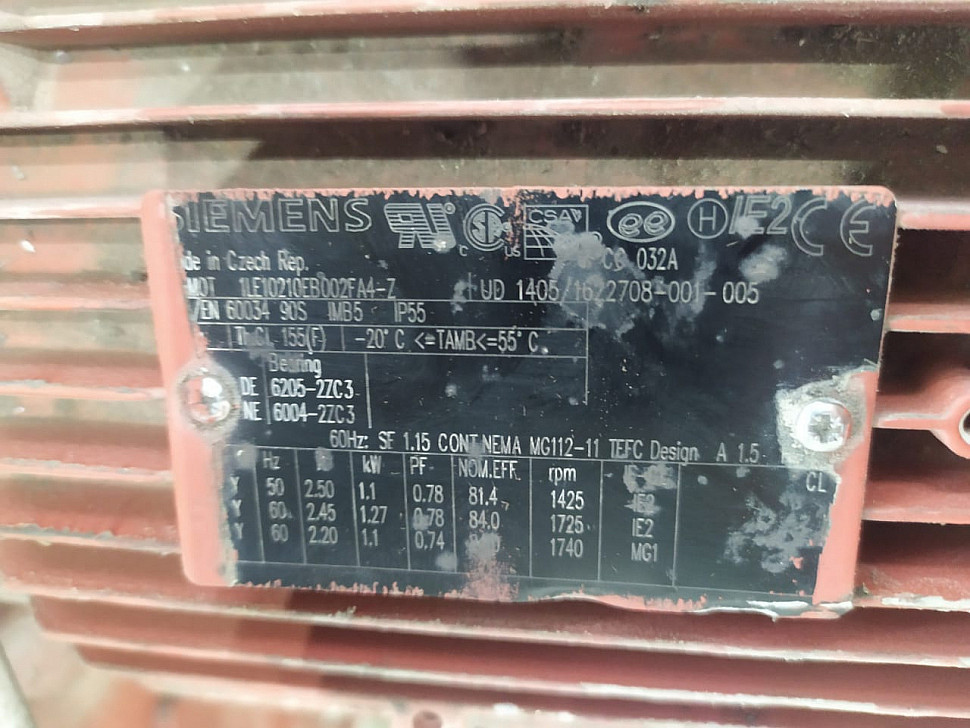 SIEMENS IE2 CE
CC 032A
de in Czech Rep.
1LE10210EB002FA4-Z UD 1405/1622708-001-005
/EN 60034 90S IMB5 IP55
Th.Cl. 155(F) -20°C <=TAMB<=55°C
Bearing
DE 6205-2ZC3
NE 6004-2ZC3
60Hz: SF 1.15 CONT NEMA MG112-11 TEFC Design A 1.5
Hz kW PF NOM.EFF rpm CL
Y 50 2.50 1.1 0.78 81.4 1425 IE2
Y 60 2.45 1.27 0.78 84.0 1725 IE2
Y 60 2.20 1.1 0.74 1740 MG1